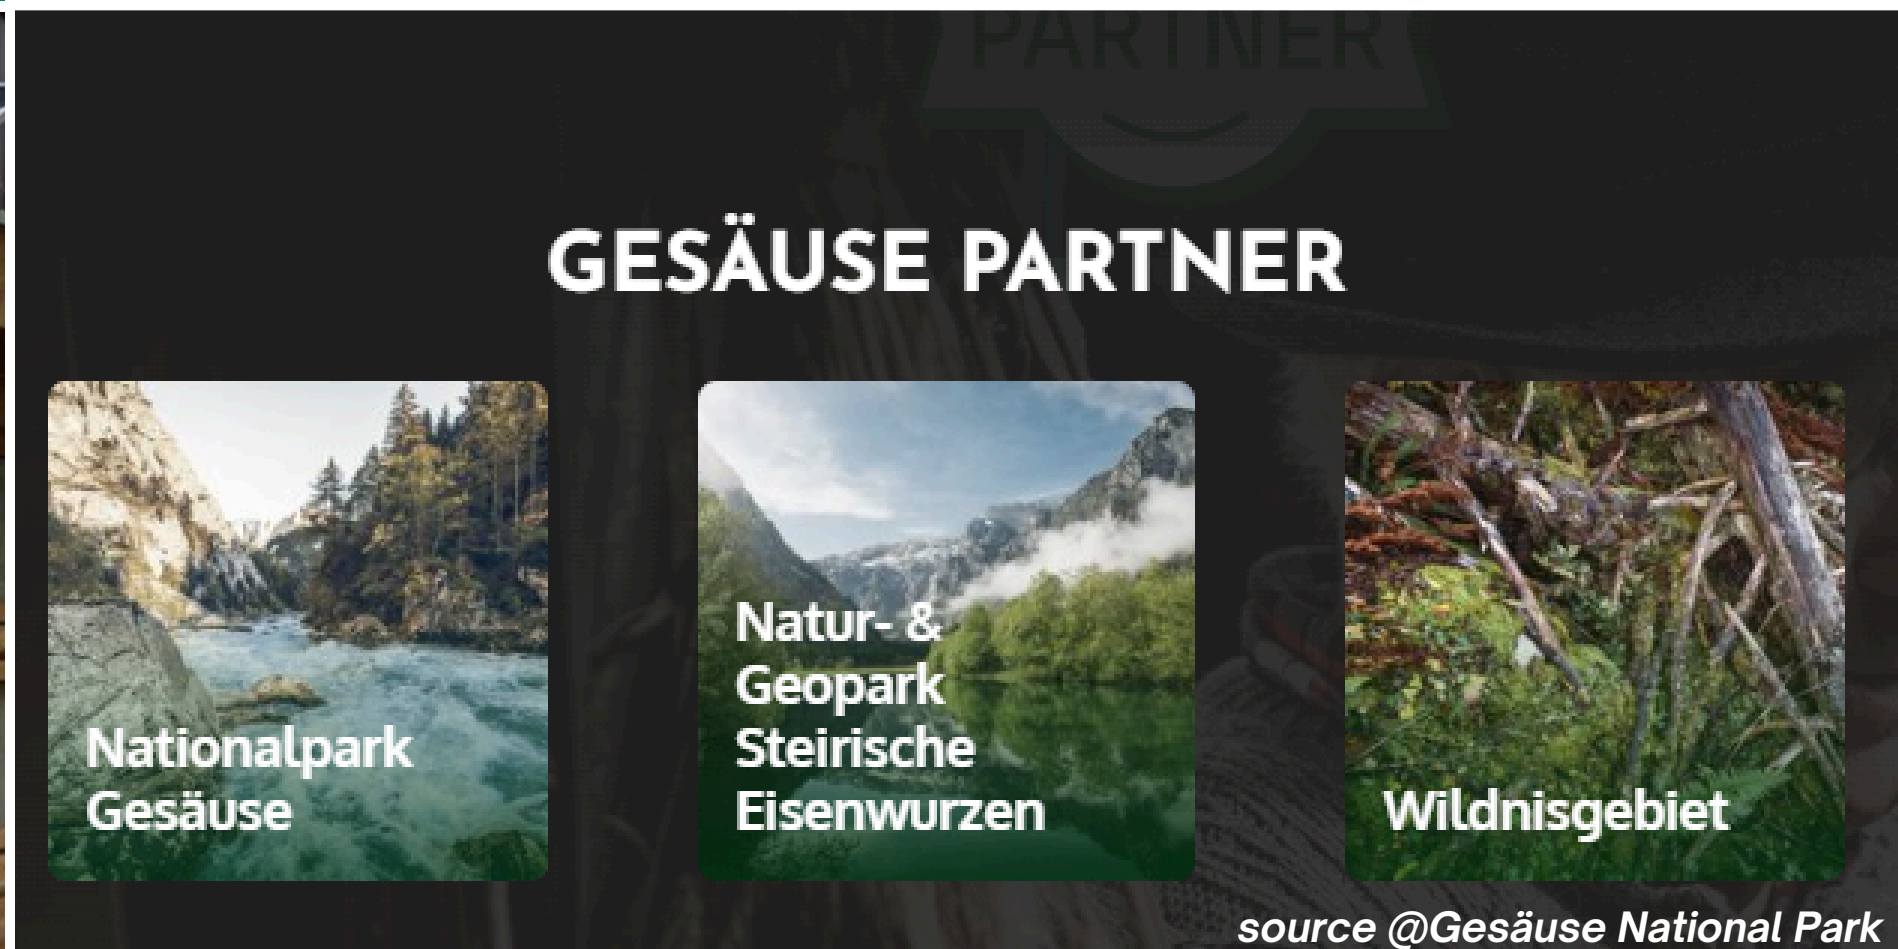 PARTNER
GESÄUSE PARTNER
Nationalpark
Gesäuse
Natur- &
Geopark
Steirische
Eisenwurzen
Wildnisgebiet
source @Gesäuse National Park